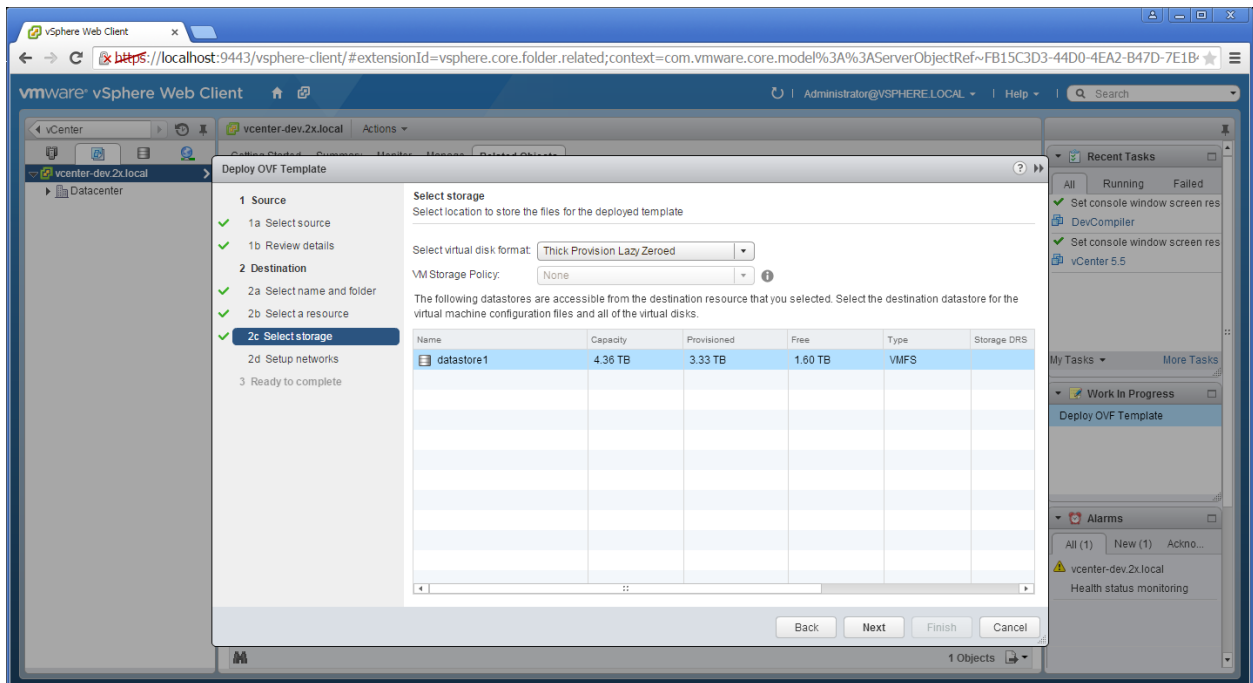 vSphere Web Client
https://localhost:9443/vsphere-client/#extensionId=vsphere.core.folder.related;context=com.vmware.core.model%3A%3AServerObjectRef~FB15C3D3-44D0-4EA2-B47D-7E1B4
vmware® vSphere Web Client
Administrator@VSPHERE.LOCAL
Help
Search
vCenter
vcenter-dev.2x.local
Datacenter
vcenter-dev.2x.local Actions
Getting Started Summary Monitor Manage Related Objects
Deploy OVF Template
1 Source
1a Select source
1b Review details
2 Destination
2a Select name and folder
2b Select a resource
2c Select storage
2d Setup networks
3 Ready to complete
Select storage
Select location to store the files for the deployed template
Select virtual disk format: Thick Provision Lazy Zeroed
VM Storage Policy: None
The following datastores are accessible from the destination resource that you selected. Select the destination datastore for the
virtual machine configuration files and all of the virtual disks.
Name Capacity Provisioned Free Type Storage DRS
datastore1 4.36 TB 3.33 TB 1.60 TB VMFS
Back Next Finish Cancel
1 Objects
Recent Tasks
All Running Failed
Set console window screen res
DevCompiler
Set console window screen res
vCenter 5.5
My Tasks More Tasks
Work In Progress
Deploy OVF Template
Alarms
All (1) New (1) Ackno...
vcenter-dev.2x.local
Health status monitoring